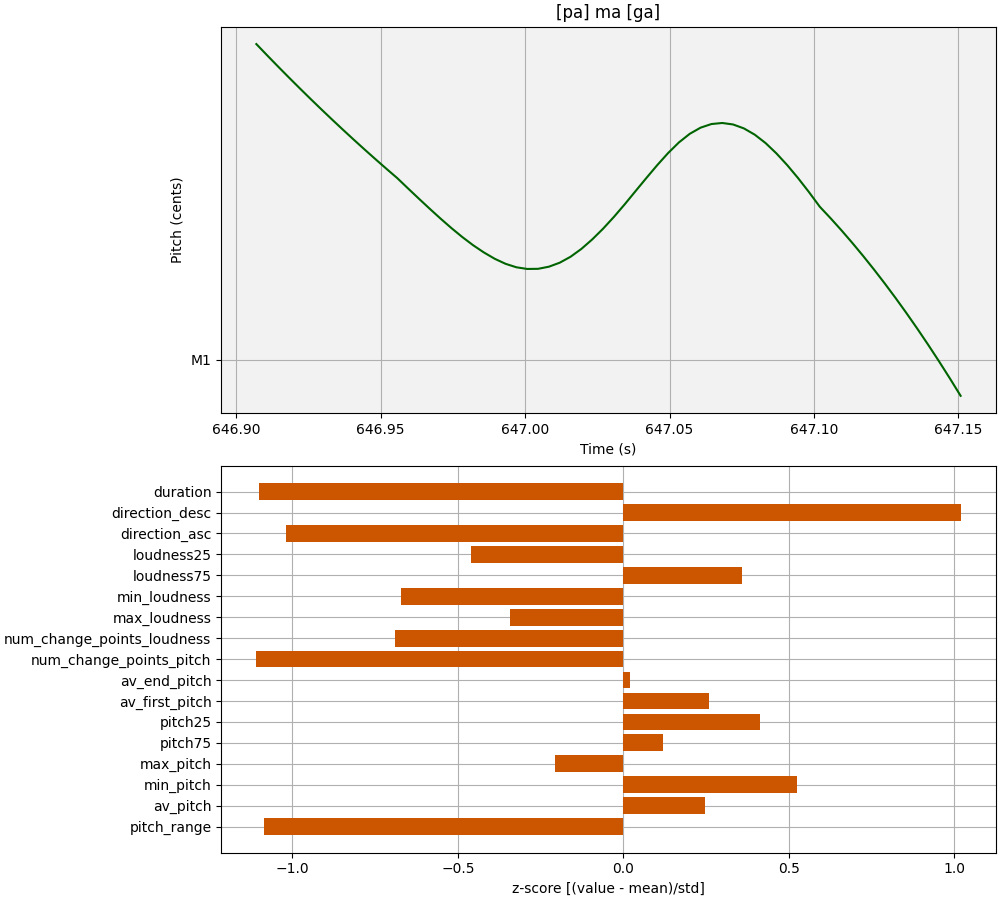 [pa] ma [ga]
Pitch (cents)
M1
646.90 646.95 647.00 647.05 647.10 647.15
Time (s)
duration
direction_desc
direction_asc
loudness25
loudness75
min_loudness
max_loudness
num_change_points_loudness
num_change_points_pitch
av_end_pitch
av_first_pitch
pitch25
pitch75
max_pitch
min_pitch
av_pitch
pitch_range
−1.0 −0.5 0.0 0.5 1.0
z-score [(value - mean)/std]